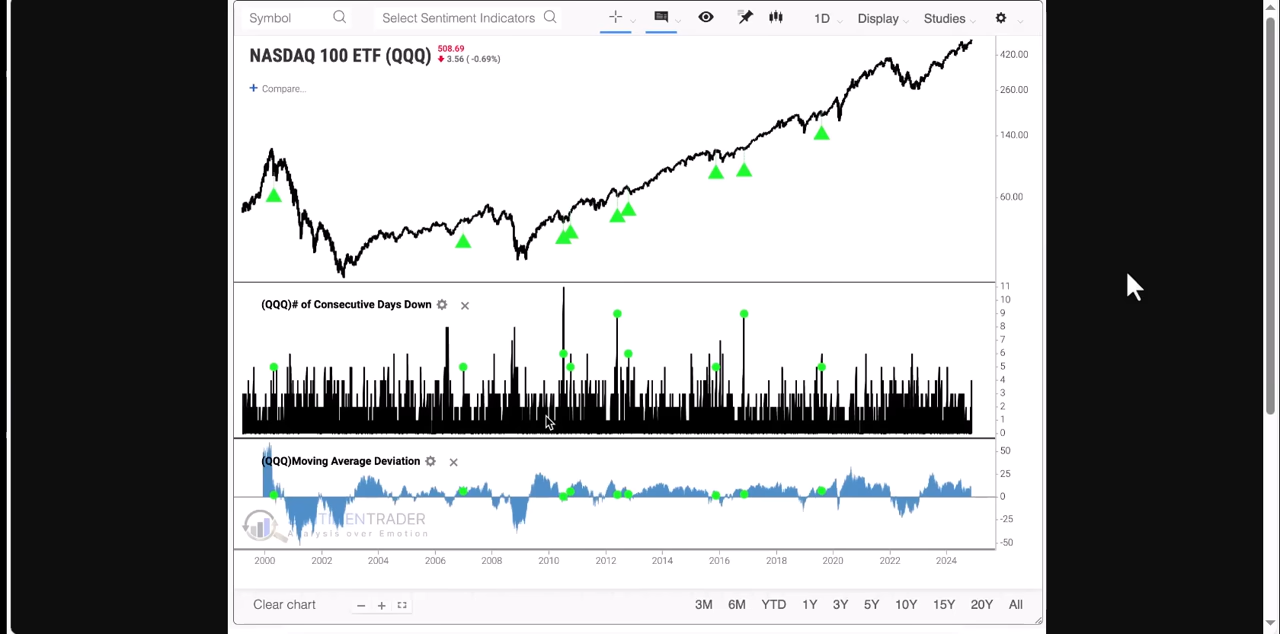 Symbol Select Sentiment Indicators 1D Display Studies
NASDAQ 100 ETF (QQQ) 508.69
3.56 (-0.69%)
+ Compare...
420.00
260.00
140.00
60.00
(QQQ)# of Consecutive Days Down
11
10
9
8
7
6
5
4
3
2
1
0
(QQQ)Moving Average Deviation
50
25
0
-25
-50
SENTIMENTRADER
Analysis over Emotion
2000 2002 2004 2006 2008 2010 2012 2014 2016 2018 2020 2022 2024
Clear chart 3M 6M YTD 1Y 3Y 5Y 10Y 15Y 20Y All